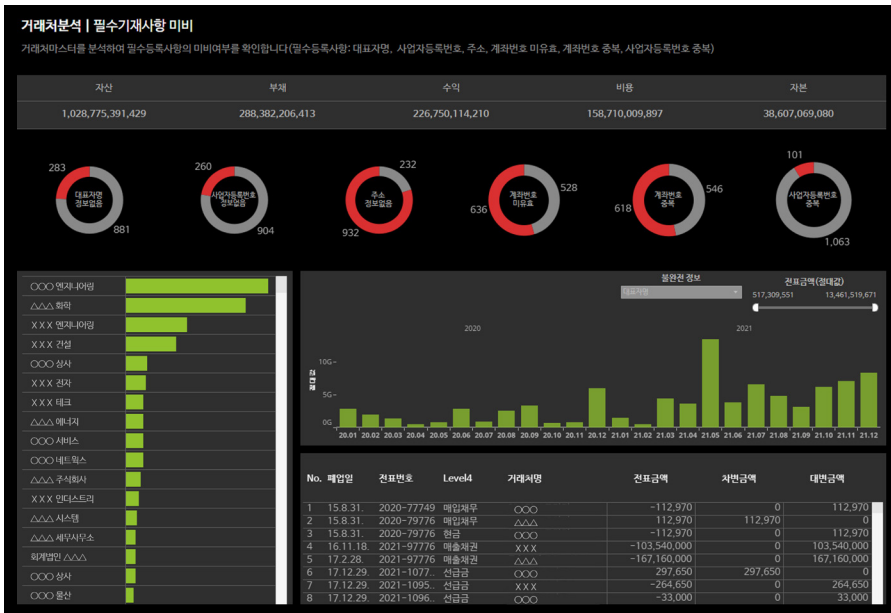 거래처분석 | 필수기재사항 미비
거래처마스터를 분석하여 필수등록사항의 미비여부를 확인합니다(필수등록사항: 대표자명, 사업자등록번호, 주소, 계좌번호 미유효, 계좌번호 중복, 사업자등록번호 중복)
자산 부채 수익 비용 자본
1,028,775,391,429 288,382,206,413 226,750,114,210 158,710,009,897 38,607,069,080
283 대표자명 정보없음 881
260 사업자등록번호 정보없음 904
232 주소 정보없음 932
528 계좌번호 미유효 636
546 계좌번호 중복 618
101 사업자등록번호 중복 1,063
○○○ 엔지니어링
△△△ 화학
X X X 엔지니어링
X X X 건설
○○○ 상사
X X X 전자
X X X 테크
△△△ 에너지
○○○ 서비스
○○○ 네트웍스
△△△ 주식회사
X X X 인더스트리
△△△ 시스템
△△△ 세무사무소
회계법인 △△△
○○○ 상사
○○○ 물산
불완전 정보 전표금액(절대값)
대표자명 517,309,551 13,461,519,671
2020 2021
10G
5G
0G
20.01 20.02 20.03 20.04 20.05 20.06 20.07 20.08 20.09 20.10 20.11 20.12 21.01 21.02 21.03 21.04 21.05 21.06 21.07 21.08 21.09 21.10 21.11 21.12
No. 폐업일 전표번호 Level4 거래처명 전표금액 차변금액 대변금액
1 15.8.31. 2020-77749 매입채무 ○○○ -112,970 0 112,970
2 15.8.31. 2020-79776 매입채무 △△△ 112,970 112,970 0
3 15.8.31. 2020-79776 현금 ○○○ -112,970 0 112,970
4 16.11.18. 2021-97776 매출채권 X X X -103,540,000 0 103,540,000
5 17.2.28. 2021-97776 매출채권 △△△ -167,160,000 0 167,160,000
6 17.12.29. 2021-1077.. 선급금 ○○○ 297,650 297,650 0
7 17.12.29. 2021-1095.. 선급금 X X X -264,650 0 264,650
8 17.12.29. 2021-1096.. 선급금 ○○○ -33,000 0 33,000